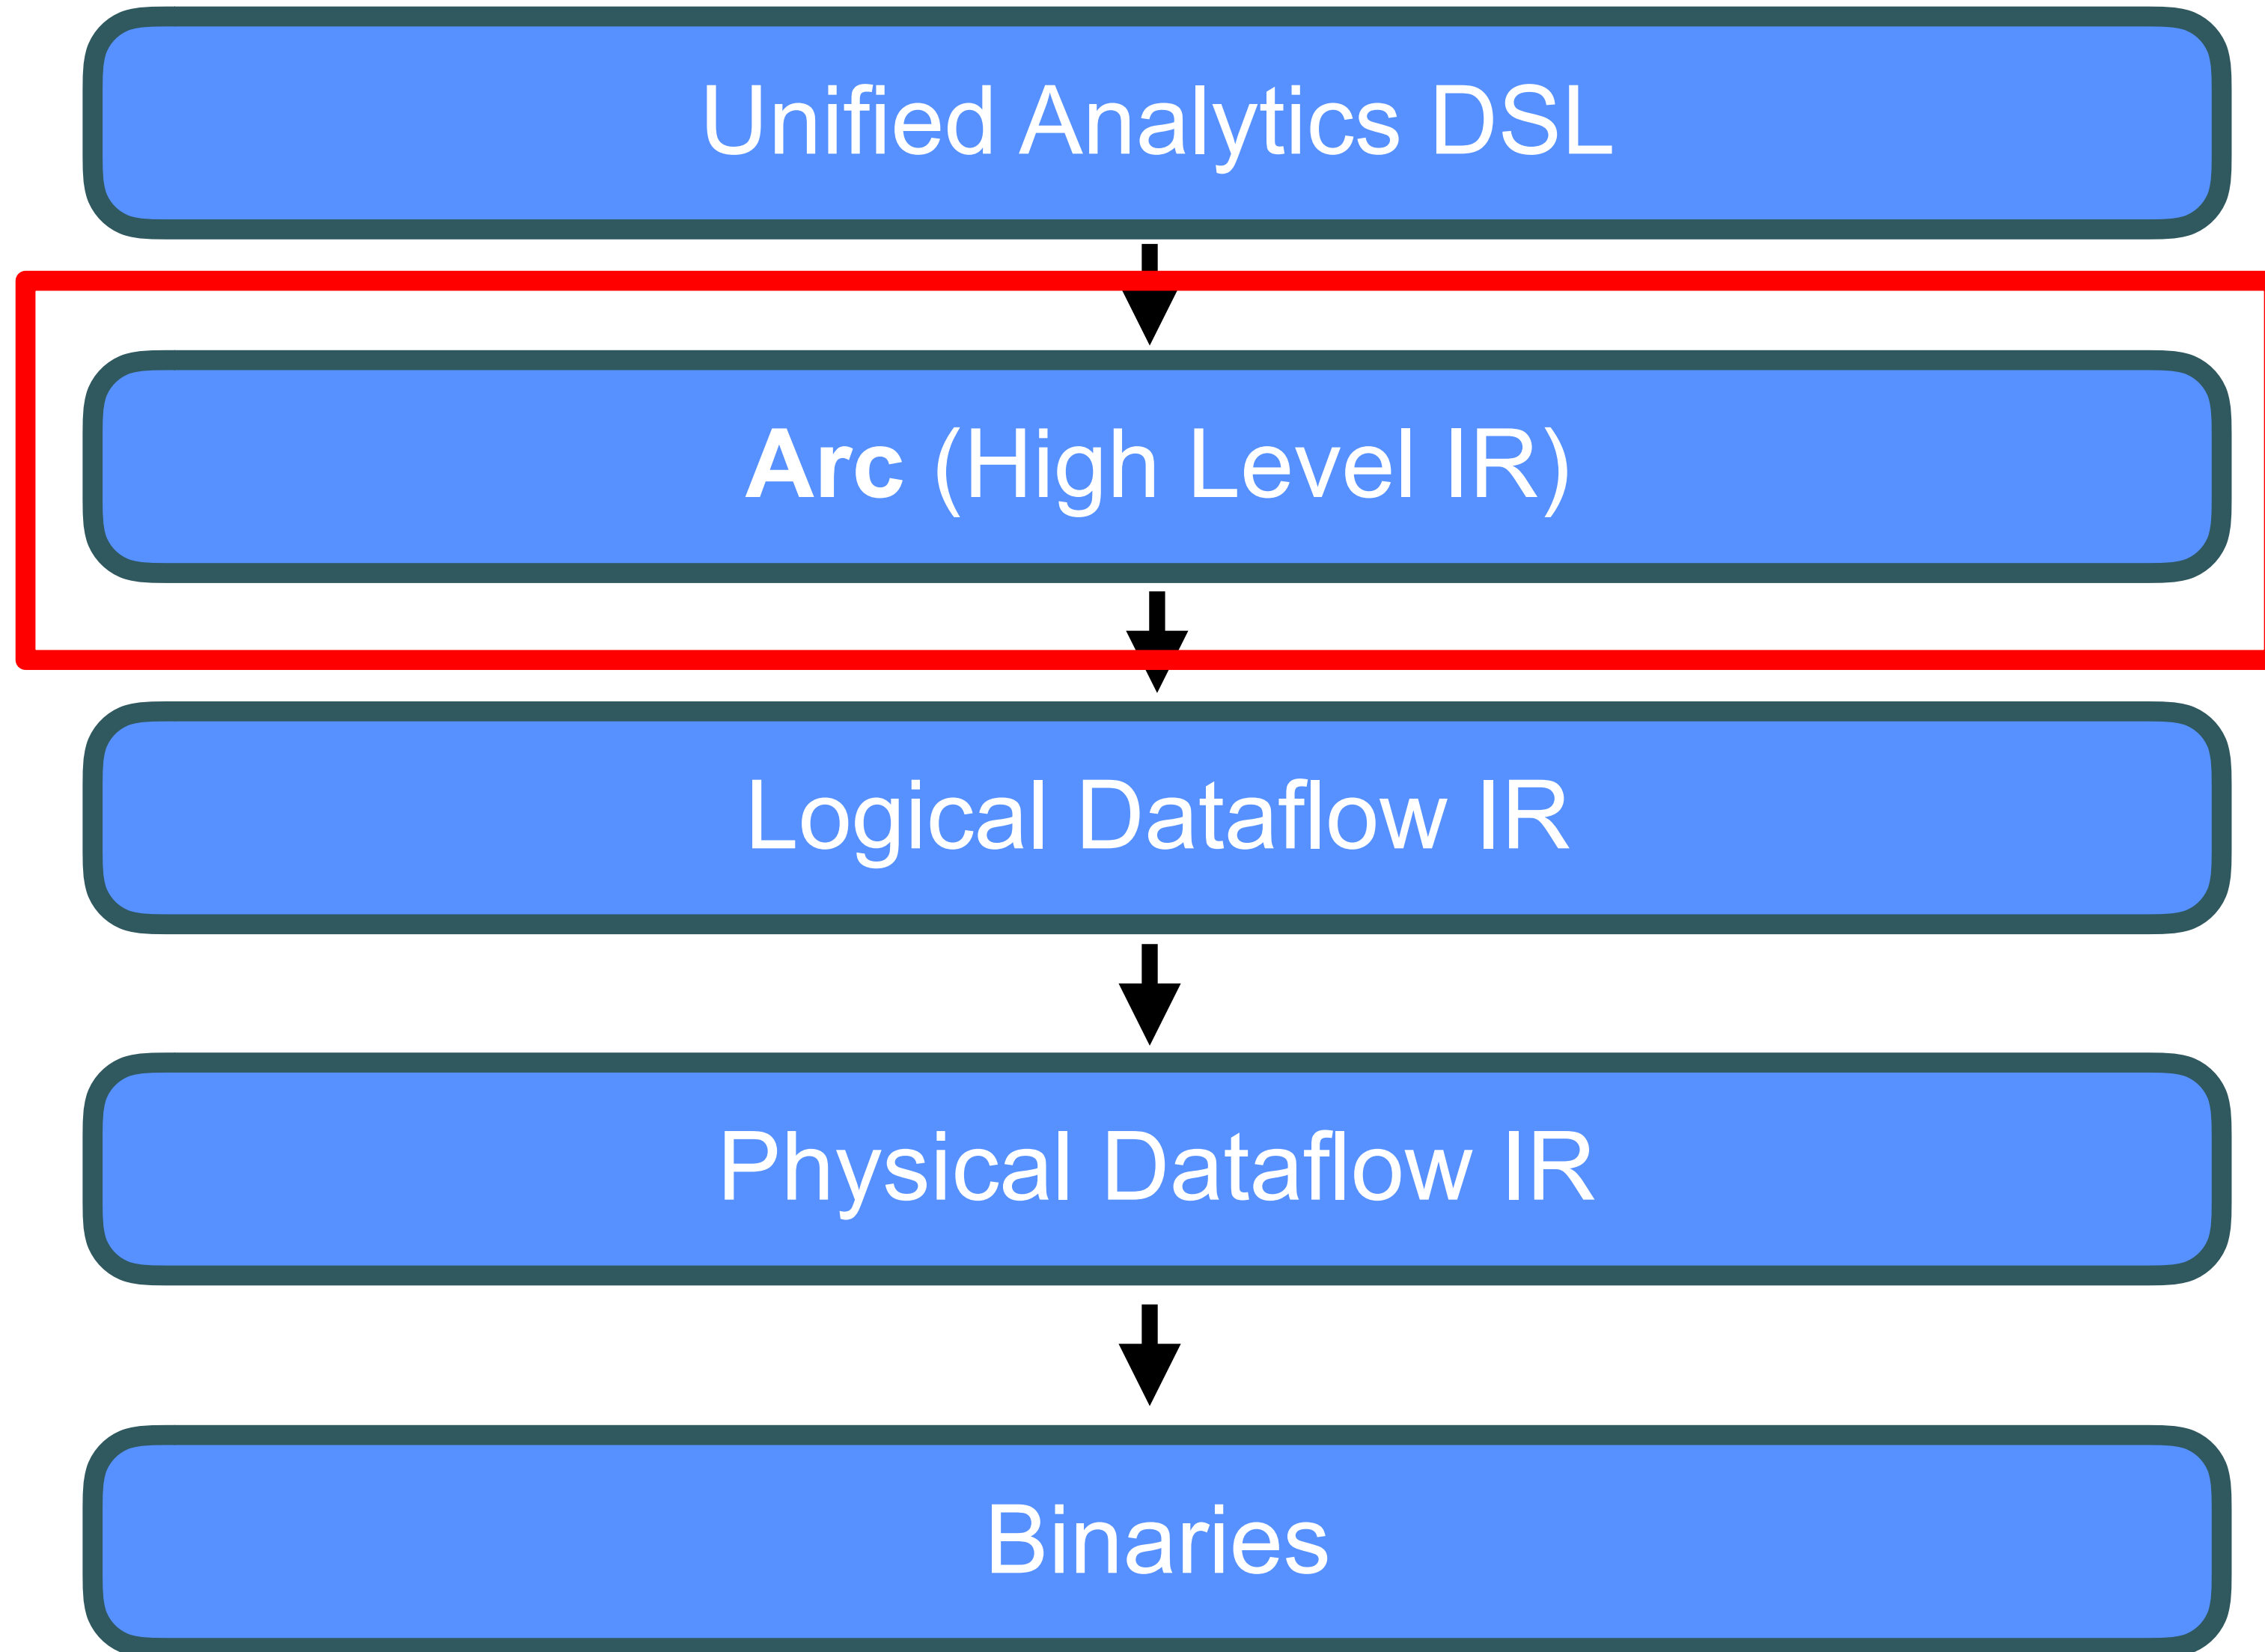 Unified Analytics DSL
Arc (High Level IR)
Logical Dataflow IR
Physical Dataflow IR
Binaries